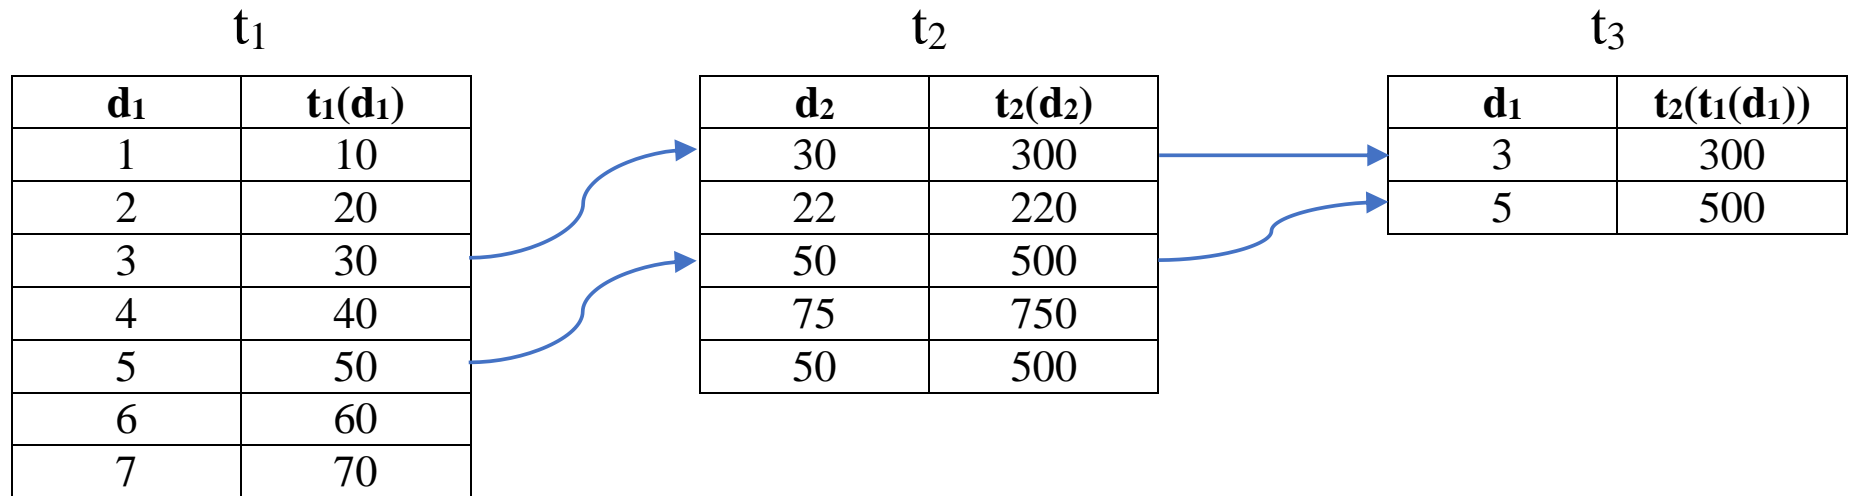 t₁ t₂ t₃
d₁ t₁(d₁) d₂ t₂(d₂) d₁ t₂(t₁(d₁))
1 10 30 300 3 300
2 20 22 220 5 500
3 30 50 500
4 40 75 750
5 50 50 500
6 60
7 70